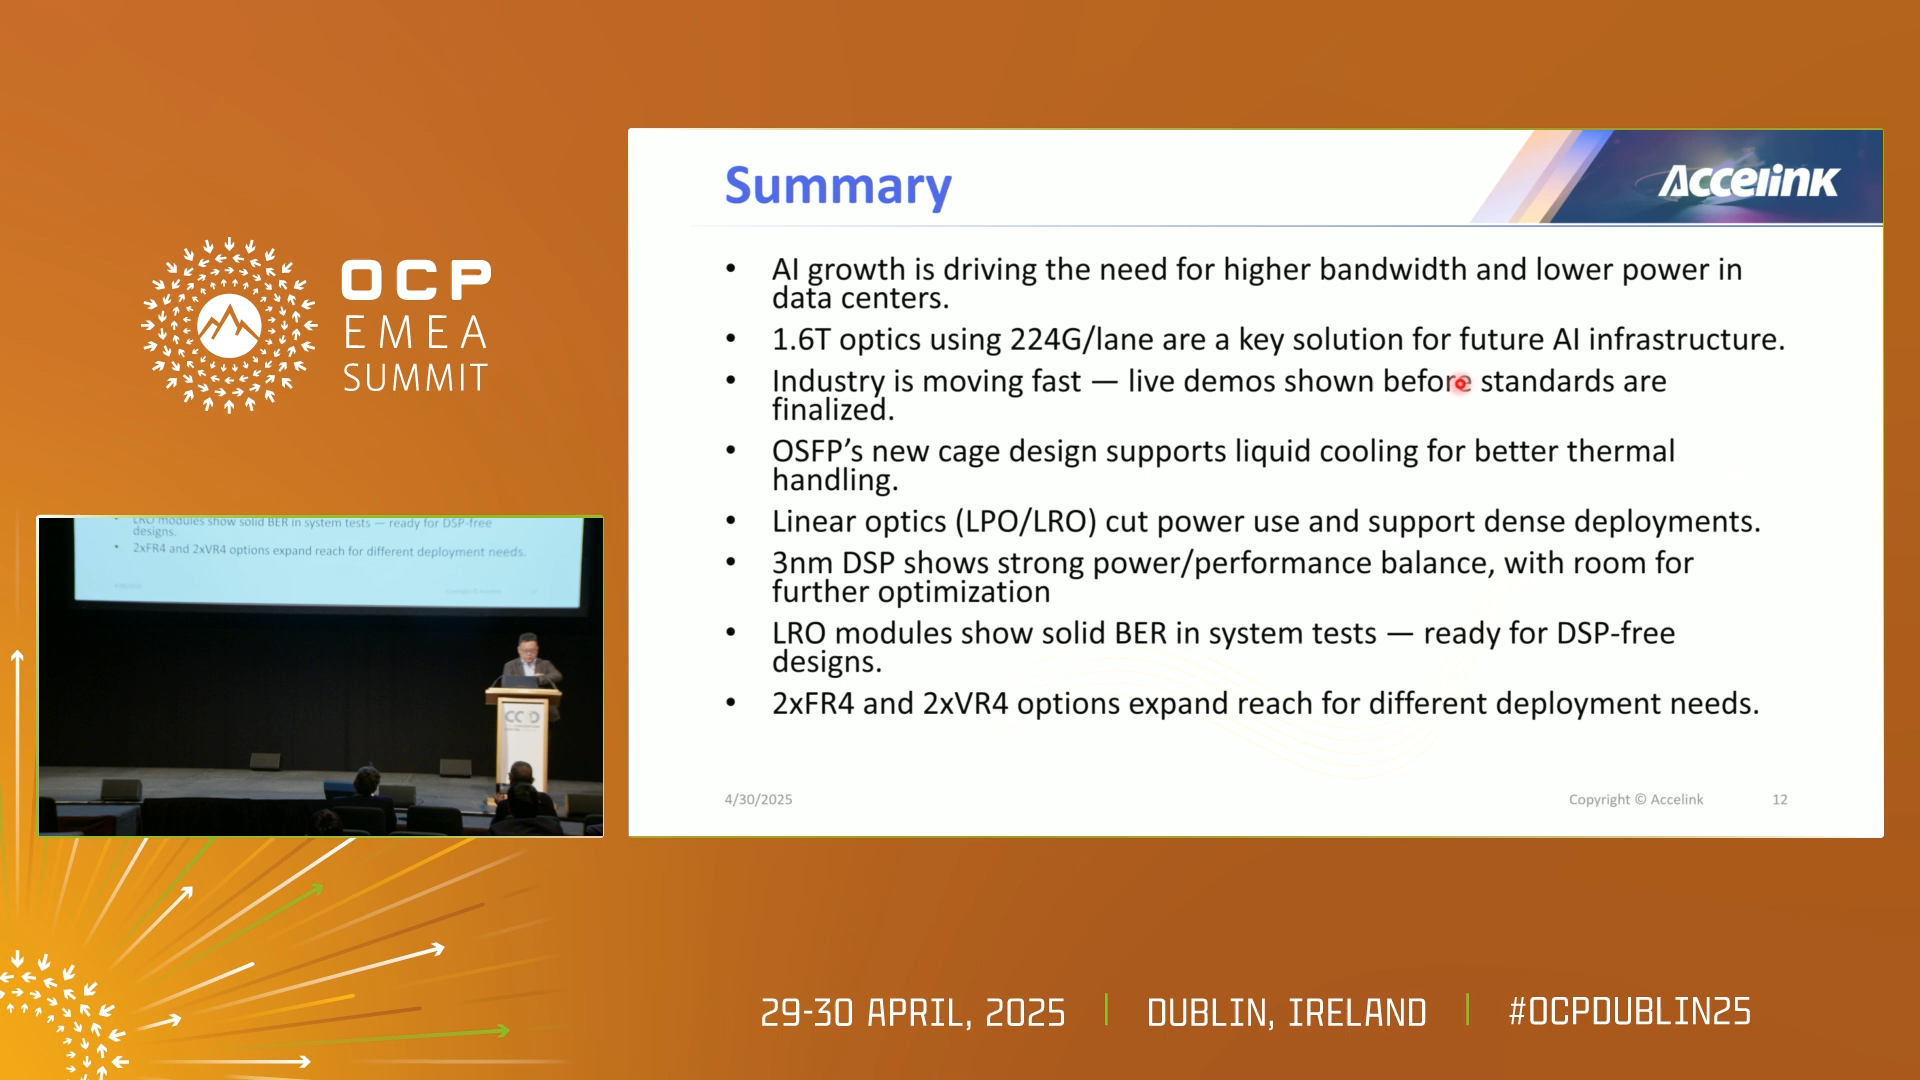 OCP
EMEA
SUMMIT
Summary
Accelink
• AI growth is driving the need for higher bandwidth and lower power in
data centers.
• 1.6T optics using 224G/lane are a key solution for future AI infrastructure.
• Industry is moving fast — live demos shown before standards are
finalized.
• OSFP’s new cage design supports liquid cooling for better thermal
handling.
• Linear optics (LPO/LRO) cut power use and support dense deployments.
• 3nm DSP shows strong power/performance balance, with room for
further optimization
• LRO modules show solid BER in system tests — ready for DSP-free
designs.
• 2xFR4 and 2xVR4 options expand reach for different deployment needs.
4/30/2025
Copyright © Accelink
12
• LRO modules show solid BER in system tests — ready for DSP-free
designs.
• 2xFR4 and 2xVR4 options expand reach for different deployment needs.
29-30 APRIL, 2025 | DUBLIN, IRELAND | #OCPDUBLIN25